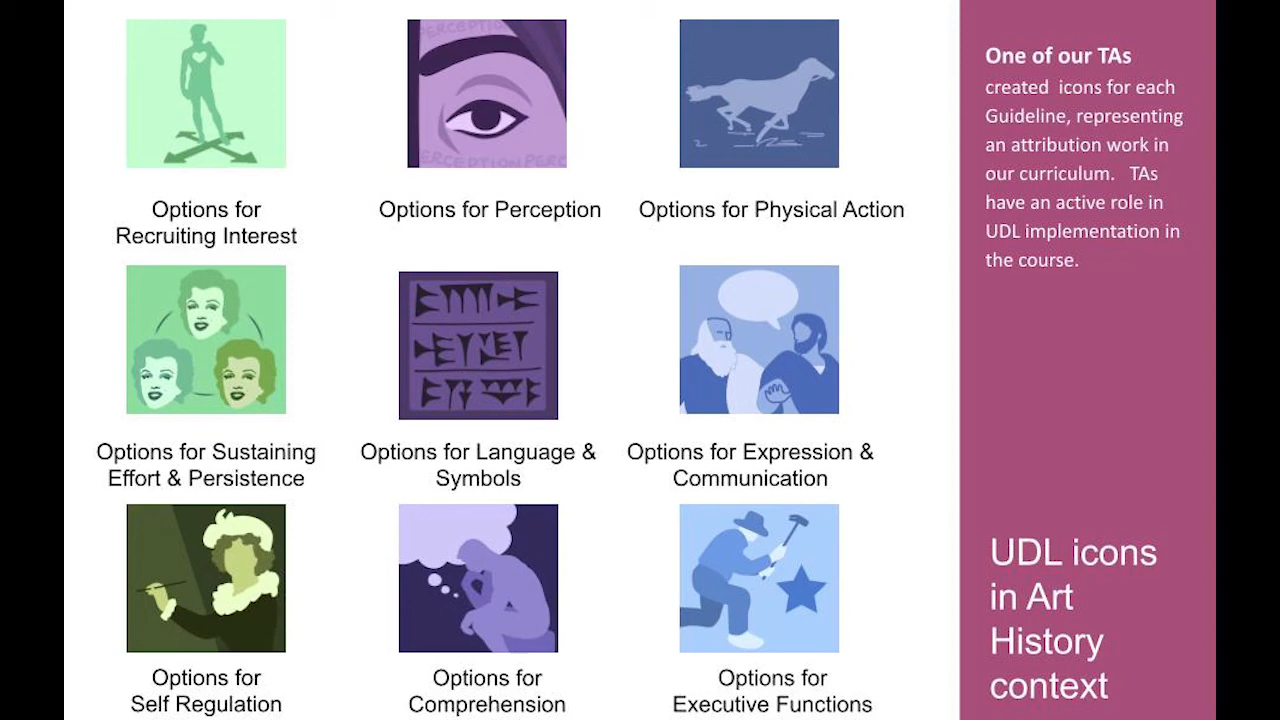 PERCEPTION
ERCEPTION PERC
Options for
Recruiting Interest
Options for Perception
Options for Physical Action
Options for Sustaining
Effort & Persistence
Options for Language &
Symbols
Options for Expression &
Communication
Options for
Self Regulation
Options for
Comprehension
Options for
Executive Functions
One of our TAs
created icons for each
Guideline, representing
an attribution work in
our curriculum. TAs
have an active role in
UDL implementation in
the course.
UDL icons
in Art
History
context